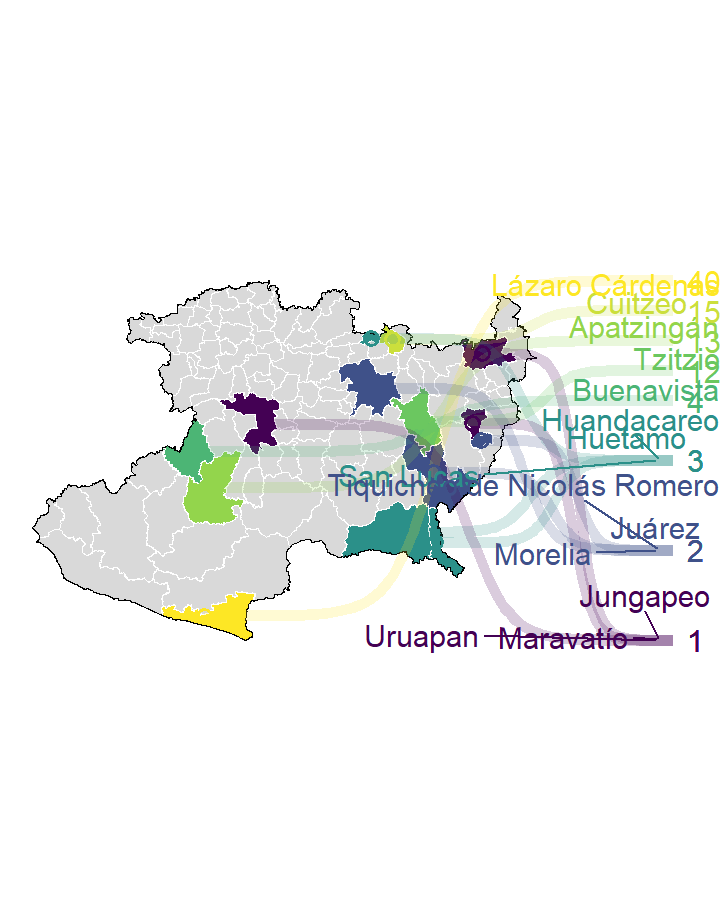 Lázaro Cárdenas 40
Cuitzeo 15
Apatzingán 13
Tzitzio 12
Buenavista 4
Huandacareo
Huetamo
3
San Lucas
Tiquicheo de Nicolás Romero
Juárez
2
Morelia
Jungapeo
Uruapan
Maravatío
1